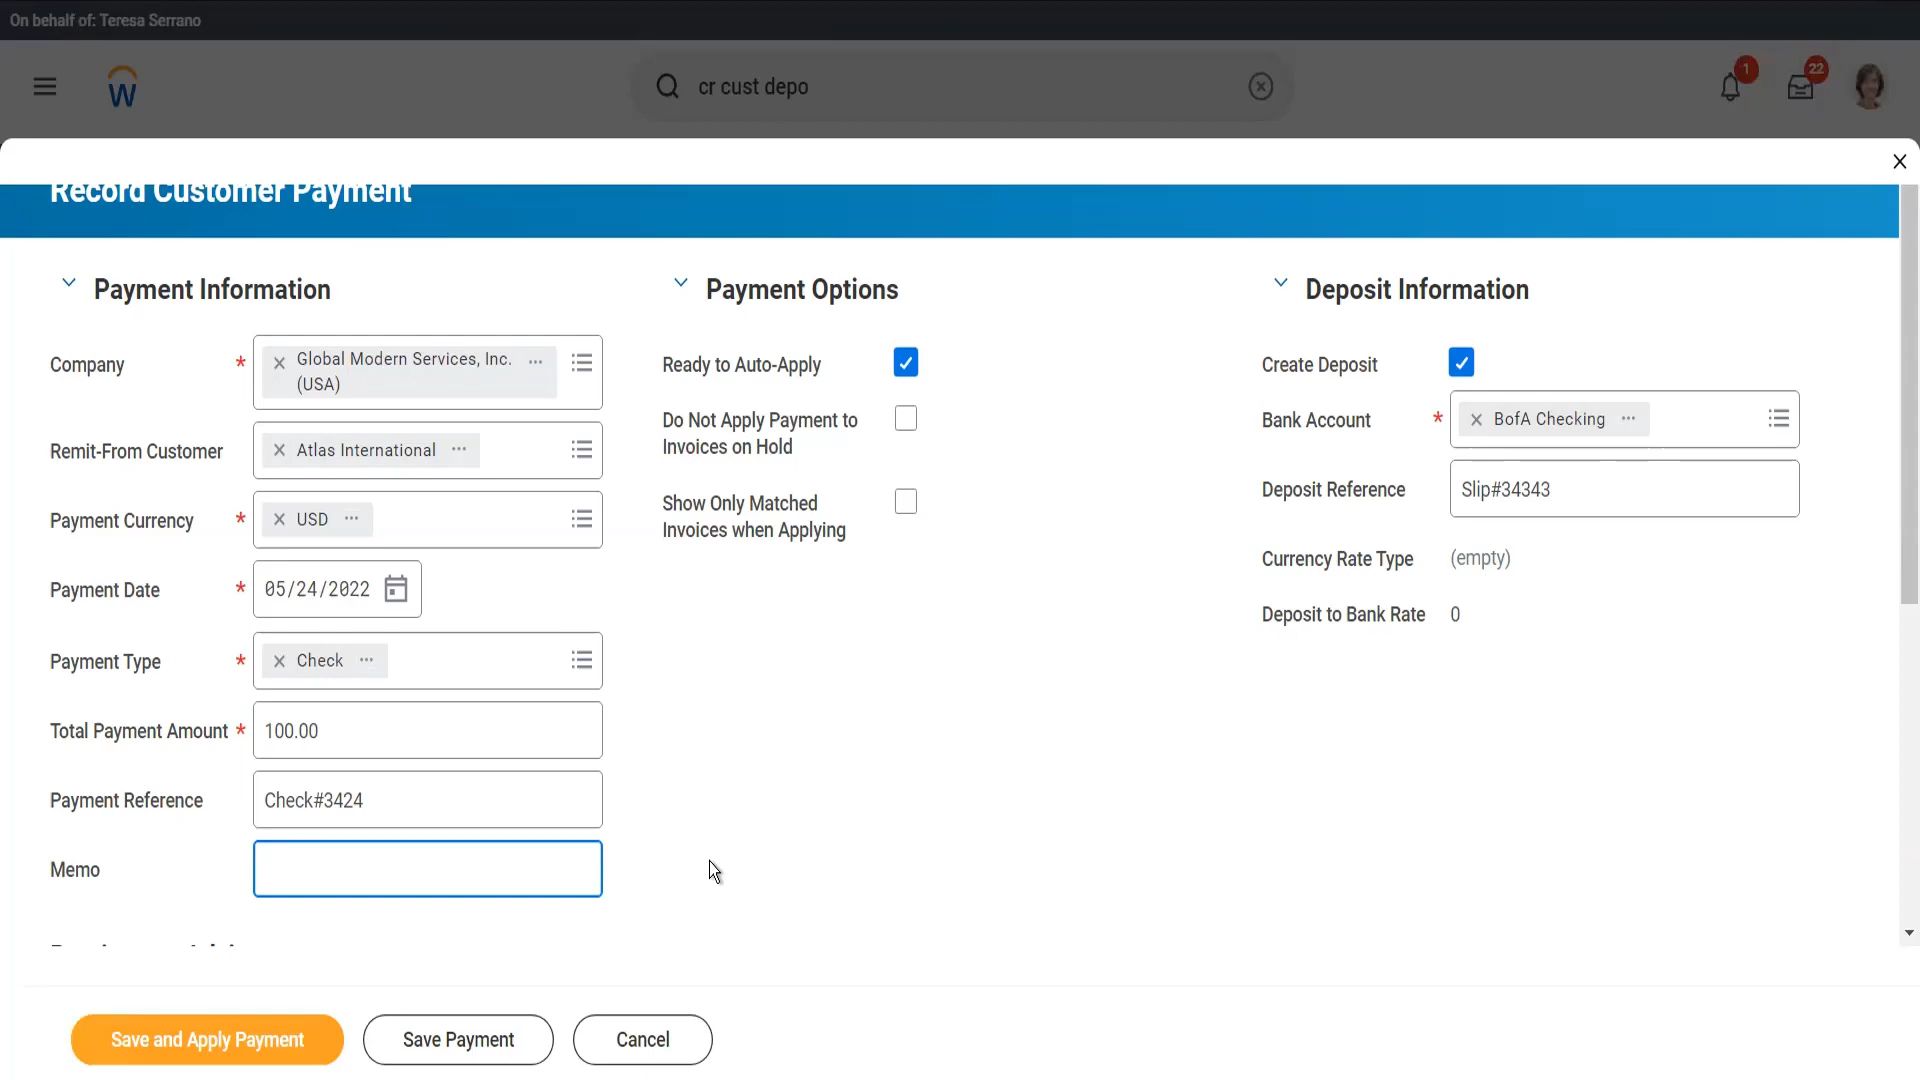 On behalf of: Teresa Serrano
W
cr cust depo
1
22
Record Customer Payment
Payment Information
Company *
Global Modern Services, Inc.
(USA)
Remit-From Customer
Atlas International
Payment Currency *
USD
Payment Date *
05/24/2022
Payment Type *
Check
Total Payment Amount *
100.00
Payment Reference
Check#3424
Memo
Payment Options
Ready to Auto-Apply
Do Not Apply Payment to
Invoices on Hold
Show Only Matched
Invoices when Applying
Deposit Information
Create Deposit
Bank Account *
BofA Checking
Deposit Reference
Slip#34343
Currency Rate Type
(empty)
Deposit to Bank Rate
0
Save and Apply Payment
Save Payment
Cancel